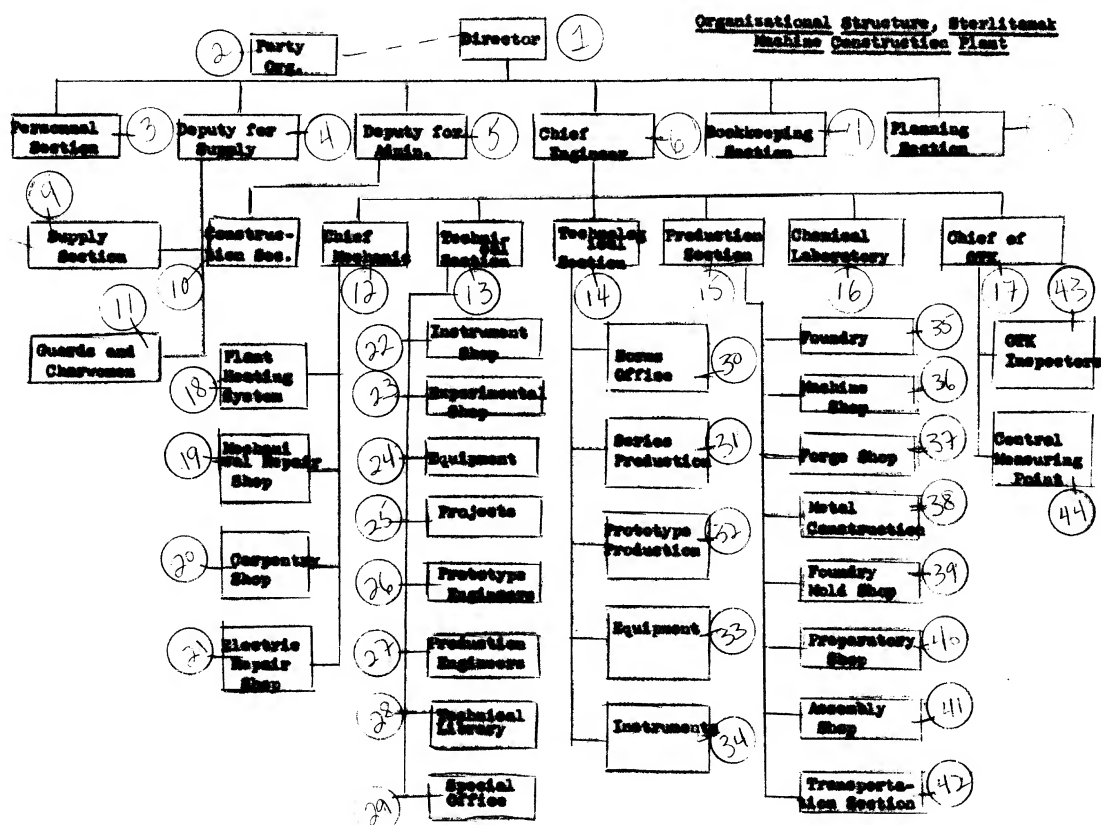 Organizational Structure, Sterlitamak
Machine Construction Plant
Director 1
2 Party
Org.
Personnel
Section 3
Deputy for
Supply 4
Deputy for
Admin. 5
Chief
Engineer 6
Bookkeeping
Section
Planning
Section
9
Supply
Section
Construc-
tion Sec.
10
Chief
Mechanic
12
Techni-
cal Section
13
Technolog
ical
Section
14
Production
Section
15
Chemical
Laboratory
16
Chief of
OTK
17
11
Guards and
Charwomen
18 Plant
Heating
System
19 Mechani
cal Repair
Shop
20 Carpentry
Shop
21 Electric
Repair
Shop
22 Instrument
Shop
23 Experimental
Shop
24 Equipment
25 Projects
26 Prototype
Engineers
27 Production
Engineers
28 Technical
Library
29 Special
Office
Norms
Office 30
Series
Production 31
Prototype
Production 32
Equipment 33
Instruments 34
Foundry 35
Machine
Shop 36
Forge Shop 37
Metal
Construction 38
Foundry
Mold Shop 39
Preparatory
Shop 40
Assembly
Shop 41
Transporta-
tion Section 42
43
OTK
Inspectors
Central
Measuring
Point
44